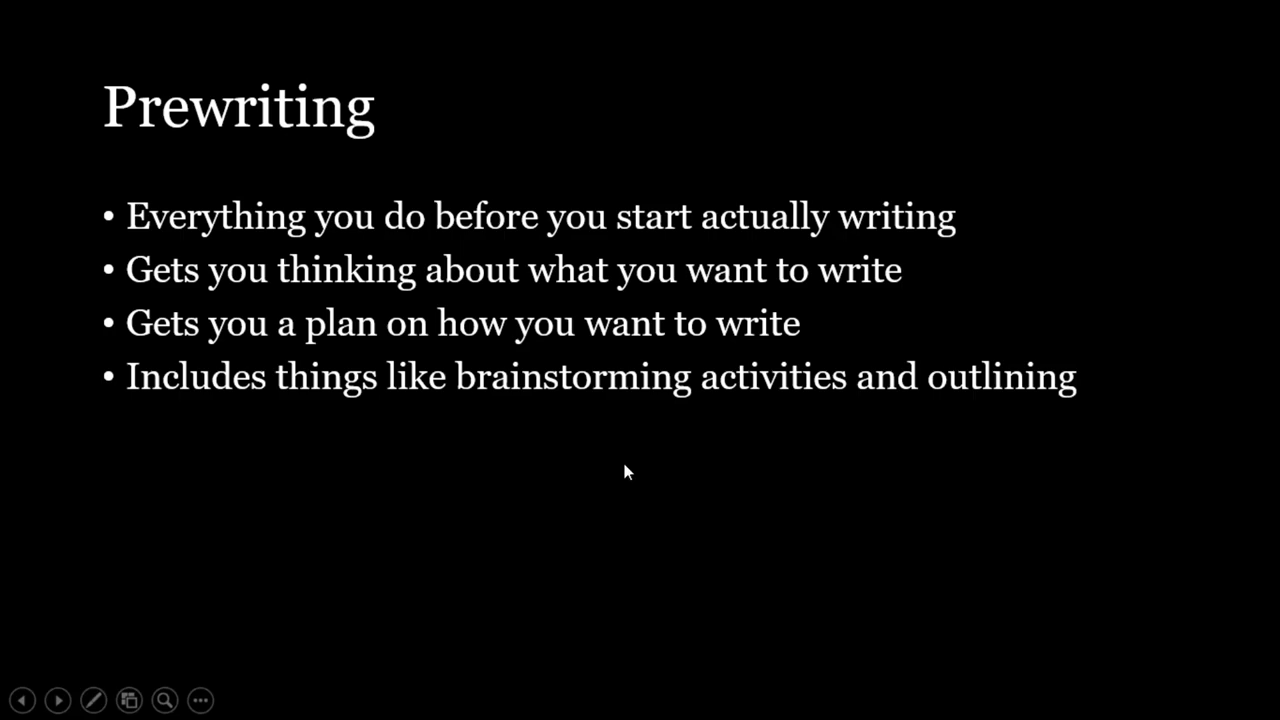 Prewriting
• Everything you do before you start actually writing
• Gets you thinking about what you want to write
• Gets you a plan on how you want to write
• Includes things like brainstorming activities and outlining